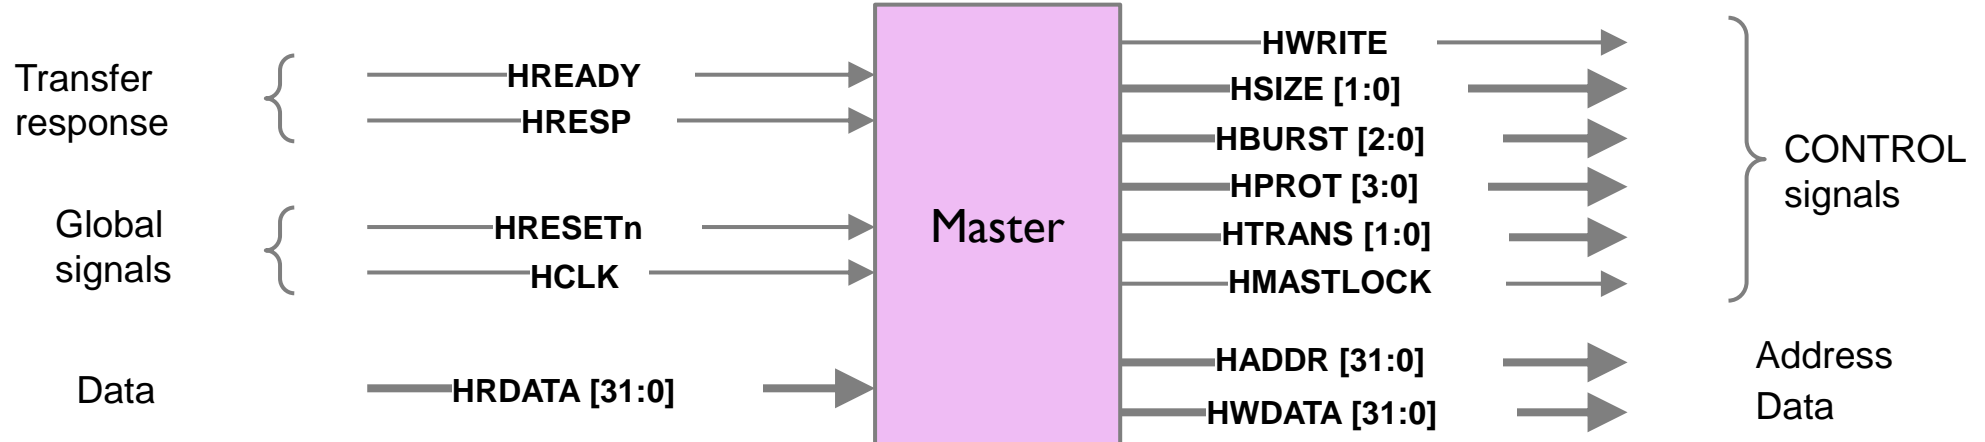 Transfer
response
HREADY
HRESP
Global
signals
HRESETn
HCLK
Data
HRDATA [31:0]
Master
HWRITE
HSIZE [1:0]
HBURST [2:0]
HPROT [3:0]
HTRANS [1:0]
HMASTLOCK
CONTROL
signals
HADDR [31:0]
Address
HWDATA [31:0]
Data